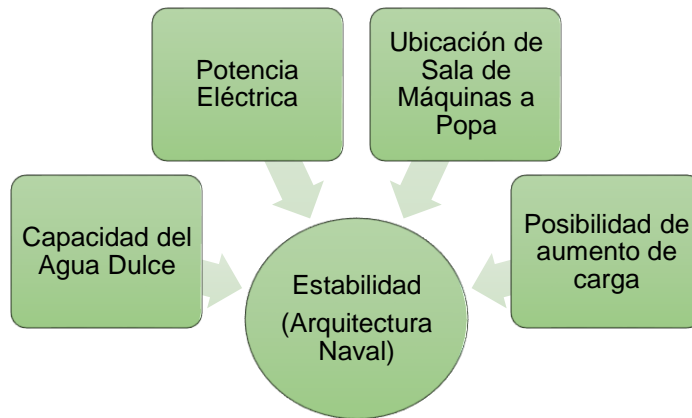 Capacidad del
Agua Dulce
Potencia
Eléctrica
Ubicación de
Sala de
Máquinas a
Popa
Posibilidad de
aumento de
carga
Estabilidad
(Arquitectura
Naval)